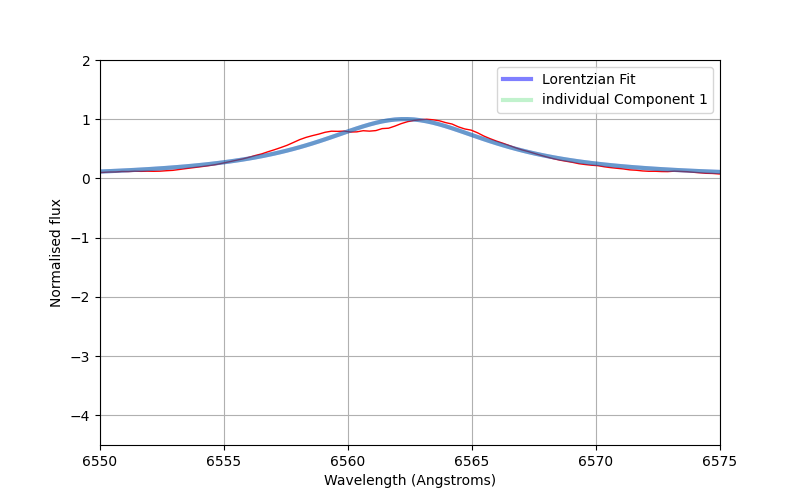 Lorentzian Fit
individual Component 1
2
1
0
−1
−2
−3
−4
Normalised flux
6550 6555 6560 6565 6570 6575
Wavelength (Angstroms)